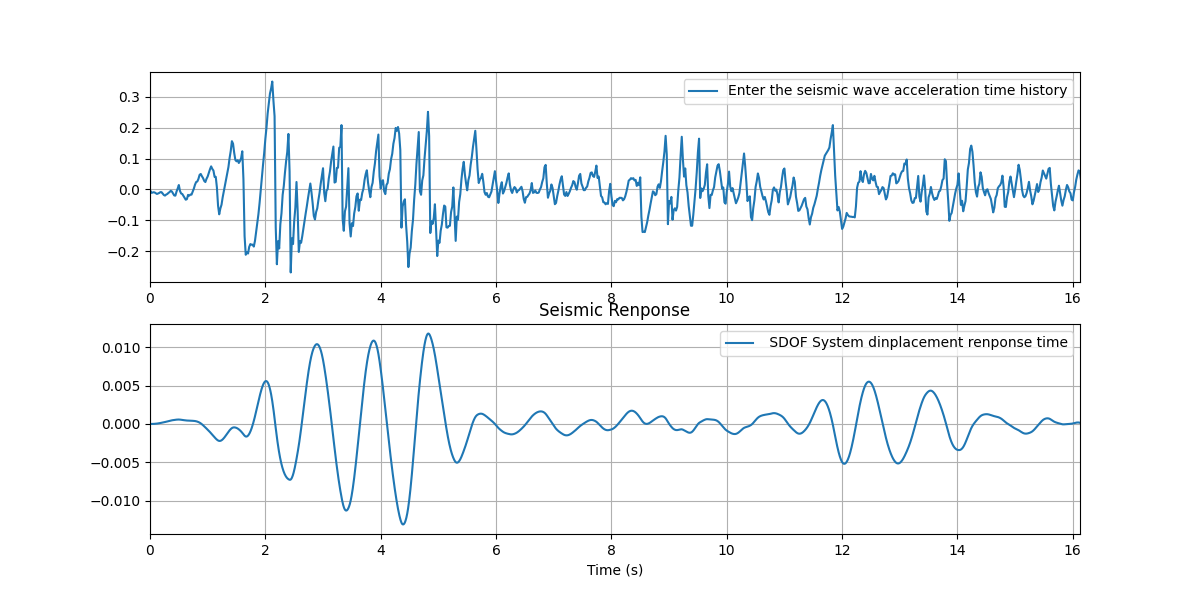 Enter the seismic wave acceleration time history
0.3
0.2
0.1
0.0
−0.1
−0.2
0 2 4 6 8 10 12 14 16
Seismic Renponse
SDOF System dinplacement renponse time
0.010
0.005
0.000
−0.005
−0.010
0 2 4 6 8 10 12 14 16
Time (s)